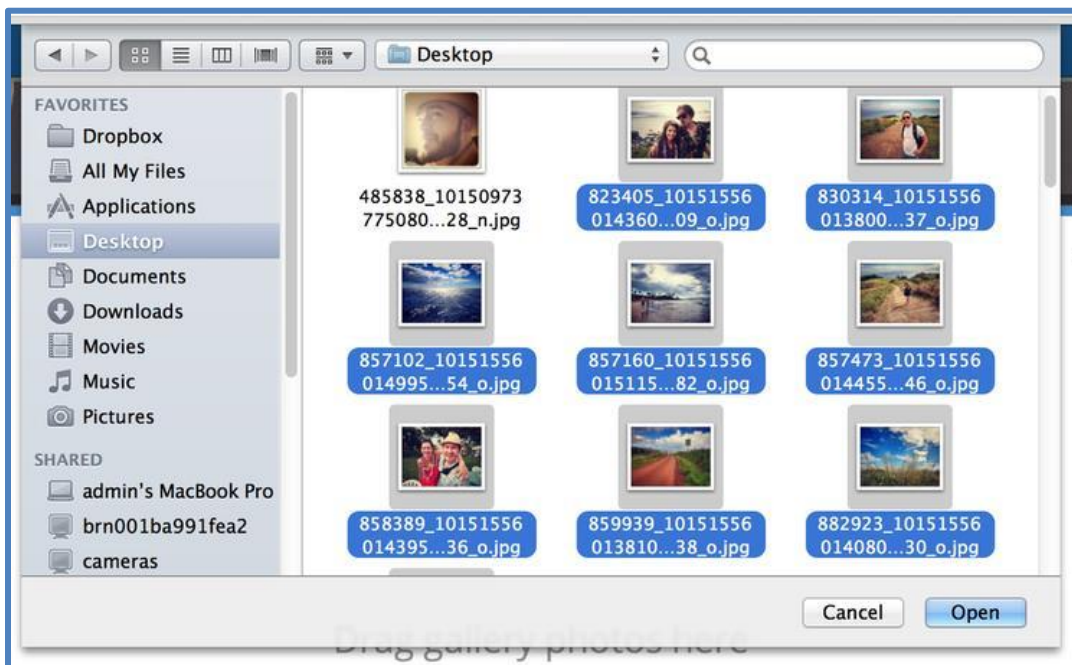 Desktop
FAVORITES
Dropbox
All My Files
Applications
Desktop
Documents
Downloads
Movies
Music
Pictures
SHARED
admin's MacBook Pro
brn001ba991fea2
cameras
485838_10150973
775080...28_n.jpg
823405_10151556
014360...09_o.jpg
830314_10151556
013800...37_o.jpg
857102_10151556
014995...54_o.jpg
857160_10151556
015115...82_o.jpg
857473_10151556
014455...46_o.jpg
858389_10151556
014395...36_o.jpg
859939_10151556
013810...38_o.jpg
882923_10151556
014080...30_o.jpg
Cancel
Open
Drag gallery photos here